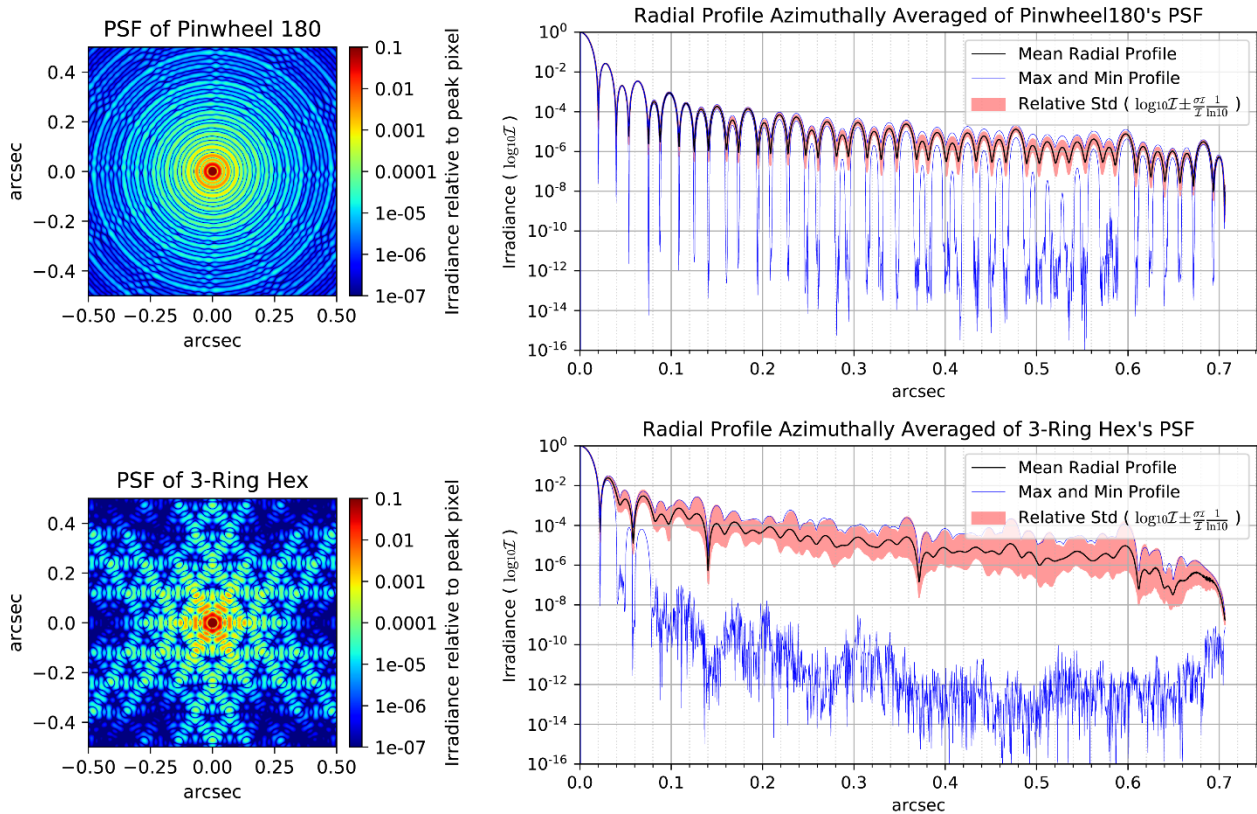 PSF of Pinwheel 180
0.4
0.2
0.0
−0.2
−0.4
arcsec
−0.50 −0.25 0.00 0.25 0.50
arcsec
0.1
0.01
0.001
0.0001
1e-05
1e-06
1e-07
Irradiance relative to peak pixel
Radial Profile Azimuthally Averaged of Pinwheel180's PSF
Mean Radial Profile
Max and Min Profile
Relative Std ( log₁₀ℐ ± σ_ℐ/ℐ 1/ln10 )
10⁰
10⁻²
10⁻⁴
10⁻⁶
10⁻⁸
10⁻¹⁰
10⁻¹²
10⁻¹⁴
10⁻¹⁶
Irradiance ( log₁₀ℐ )
0.0 0.1 0.2 0.3 0.4 0.5 0.6 0.7
arcsec
PSF of 3-Ring Hex
0.4
0.2
0.0
−0.2
−0.4
arcsec
−0.50 −0.25 0.00 0.25 0.50
arcsec
0.1
0.01
0.001
0.0001
1e-05
1e-06
1e-07
Irradiance relative to peak pixel
Radial Profile Azimuthally Averaged of 3-Ring Hex's PSF
Mean Radial Profile
Max and Min Profile
Relative Std ( log₁₀ℐ ± σ_ℐ/ℐ 1/ln10 )
10⁰
10⁻²
10⁻⁴
10⁻⁶
10⁻⁸
10⁻¹⁰
10⁻¹²
10⁻¹⁴
10⁻¹⁶
Irradiance ( log₁₀ℐ )
0.0 0.1 0.2 0.3 0.4 0.5 0.6 0.7
arcsec